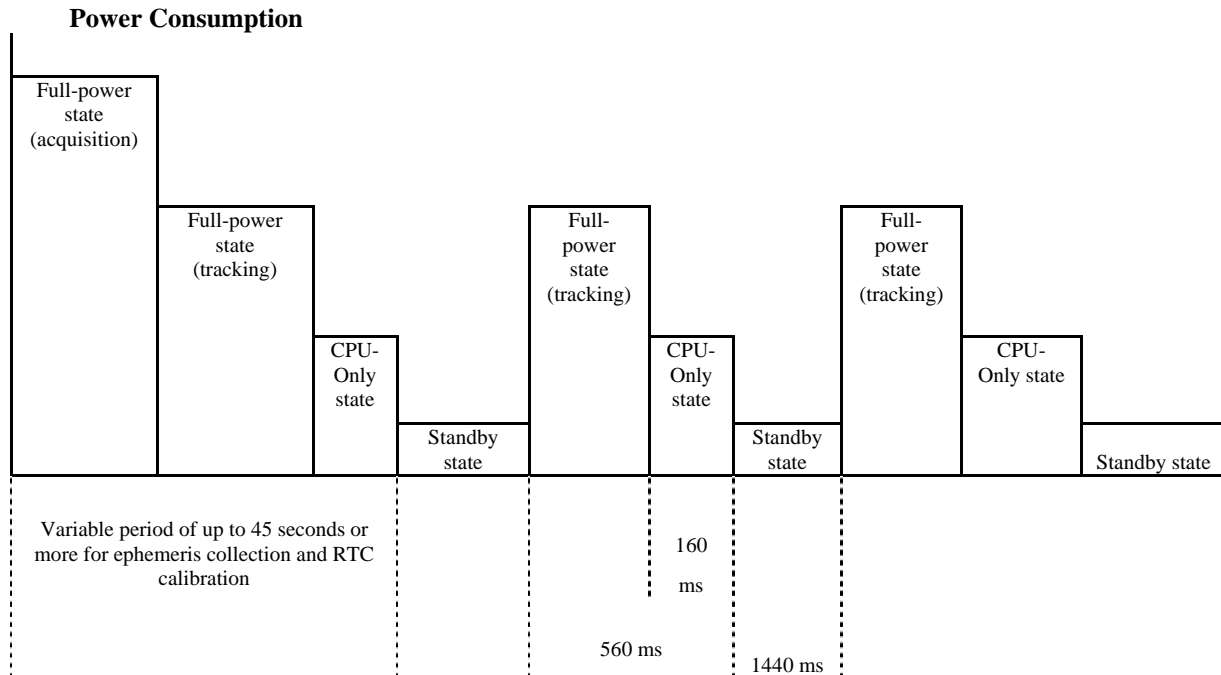 Power Consumption
Full-power
state
(acquisition)
Full-power
state
(tracking)
CPU-
Only
state
Standby
state
Full-
power
state
(tracking)
CPU-
Only
state
Standby
state
Full-
power
state
(tracking)
CPU-
Only state
Standby state
Variable period of up to 45 seconds or
more for ephemeris collection and RTC
calibration
160
ms
560 ms
1440 ms